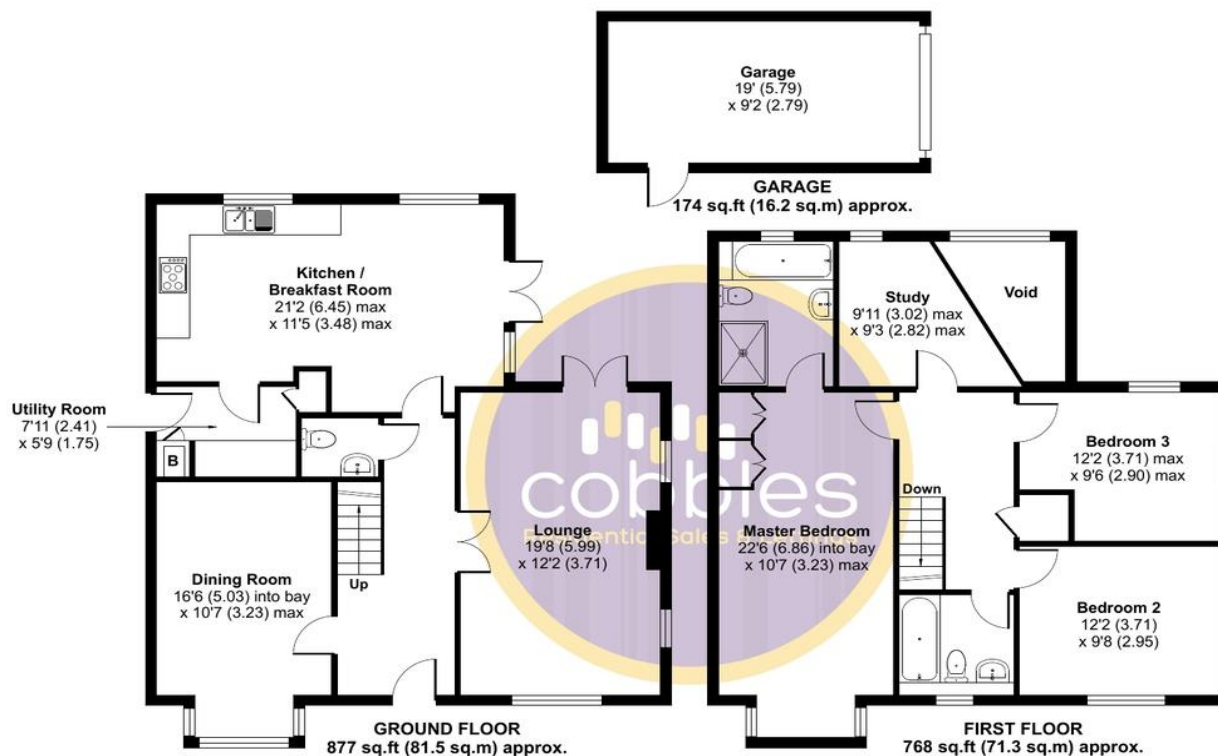 Garage
19' (5.79)
x 9'2 (2.79)
GARAGE
174 sq.ft (16.2 sq.m) approx.
Kitchen /
Breakfast Room
21'2 (6.45) max
x 11'5 (3.48) max
Utility Room
7'11 (2.41)
x 5'9 (1.75)
B
Dining Room
16'6 (5.03) into bay
x 10'7 (3.23) max
Up
Lounge
19'8 (5.99)
x 12'2 (3.71)
GROUND FLOOR
877 sq.ft (81.5 sq.m) approx.
cobbles
Residential Sales & Lettings
Study
9'11 (3.02) max
x 9'3 (2.82) max
Void
Bedroom 3
12'2 (3.71) max
x 9'6 (2.90) max
Down
Master Bedroom
22'6 (6.86) into bay
x 10'7 (3.23) max
Bedroom 2
12'2 (3.71)
x 9'8 (2.95)
FIRST FLOOR
768 sq.ft (71.3 sq.m) approx.